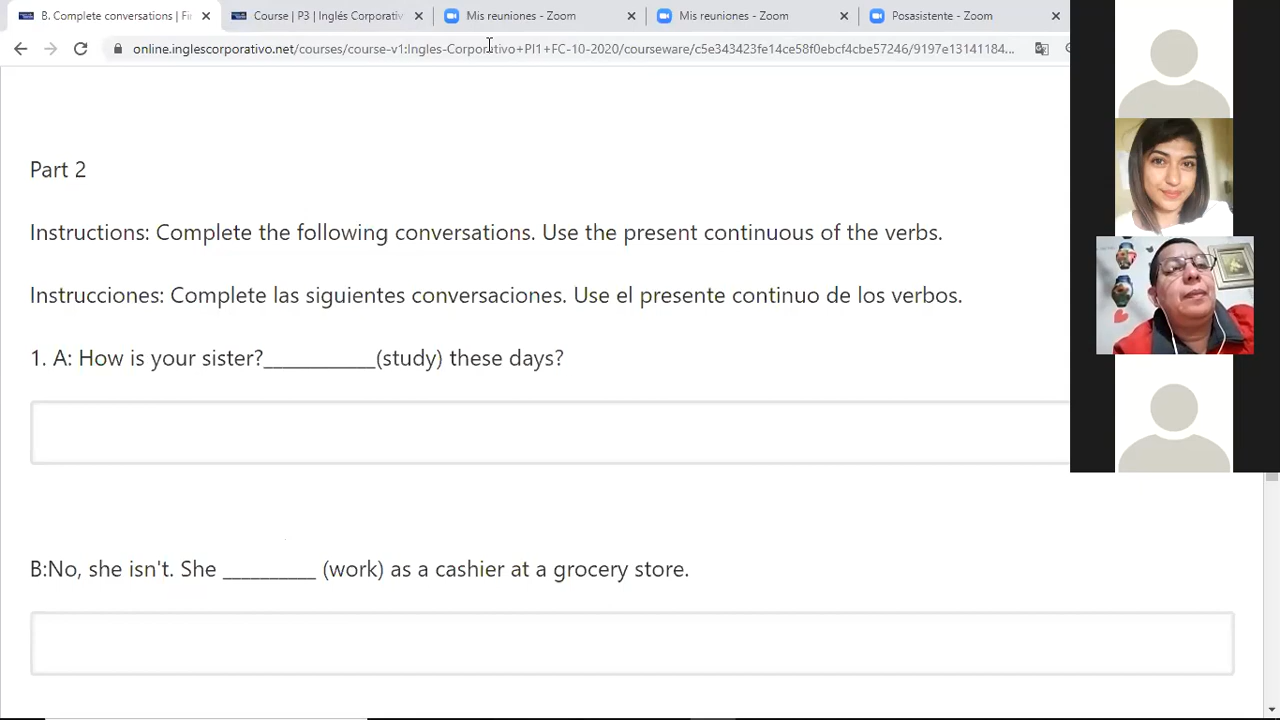 B. Complete conversations | Fi
Course | P3 | Inglés Corporativ
Mis reuniones - Zoom
Mis reuniones - Zoom
Posasistente - Zoom
online.inglescorporativo.net/courses/course-v1:Ingles-Corporativo+PI1+FC-10-2020/courseware/c5e343423fe14ce58f0ebcf4cbe57246/9197e13141184...
Part 2
Instructions: Complete the following conversations. Use the present continuous of the verbs.
Instrucciones: Complete las siguientes conversaciones. Use el presente continuo de los verbos.
1. A: How is your sister?___________(study) these days?
B:No, she isn't. She _________ (work) as a cashier at a grocery store.